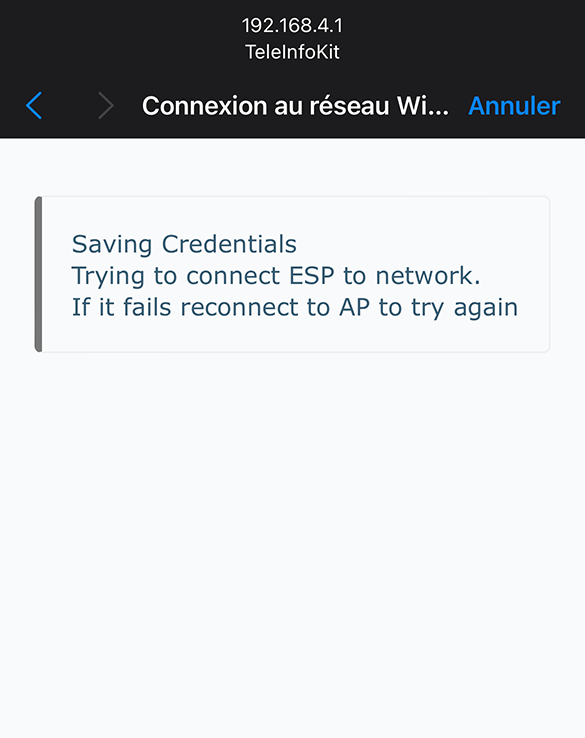 192.168.4.1
TeleInfoKit
Connexion au réseau Wi... Annuler
Saving Credentials
Trying to connect ESP to network.
If it fails reconnect to AP to try again